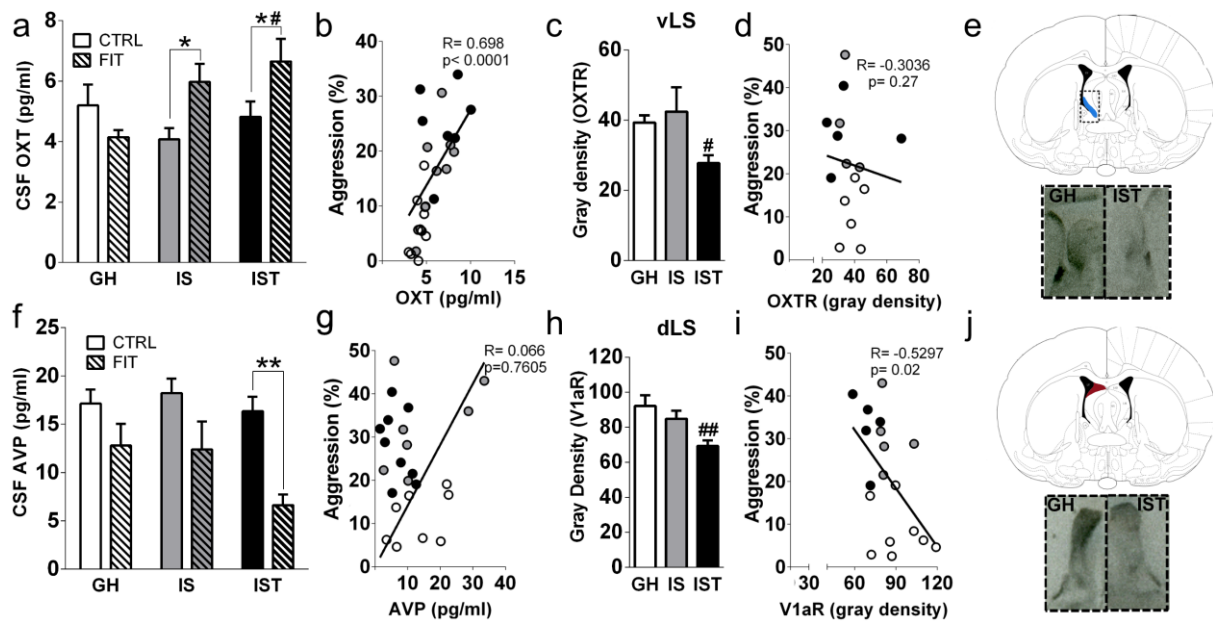 a
CSF OXT (pg/ml)
8
6
4
2
0
CTRL
FIT
*
*#
GH IS IST
b
Aggression (%)
40
30
20
10
0
R= 0.698
p< 0.0001
0 5 10 15
OXT (pg/ml)
c
vLS
Gray density (OXTR)
60
40
20
0
#
GH IS IST
d
Aggression (%)
50
40
30
20
10
0
R= -0.3036
p= 0.27
20 40 60 80
OXTR (gray density)
e
GH IST
f
CSF AVP (pg/ml)
25
20
15
10
5
0
CTRL
FIT
**
GH IS IST
g
Aggression (%)
50
40
30
20
10
0
R= 0.066
p=0.7605
0 10 20 30 40
AVP (pg/ml)
h
dLS
Gray Density (V1aR)
120
100
80
60
40
20
0
##
GH IS IST
i
Aggression (%)
50
40
30
20
10
0
R= -0.5297
p= 0.02
30 60 90 120
V1aR (gray density)
j
GH IST